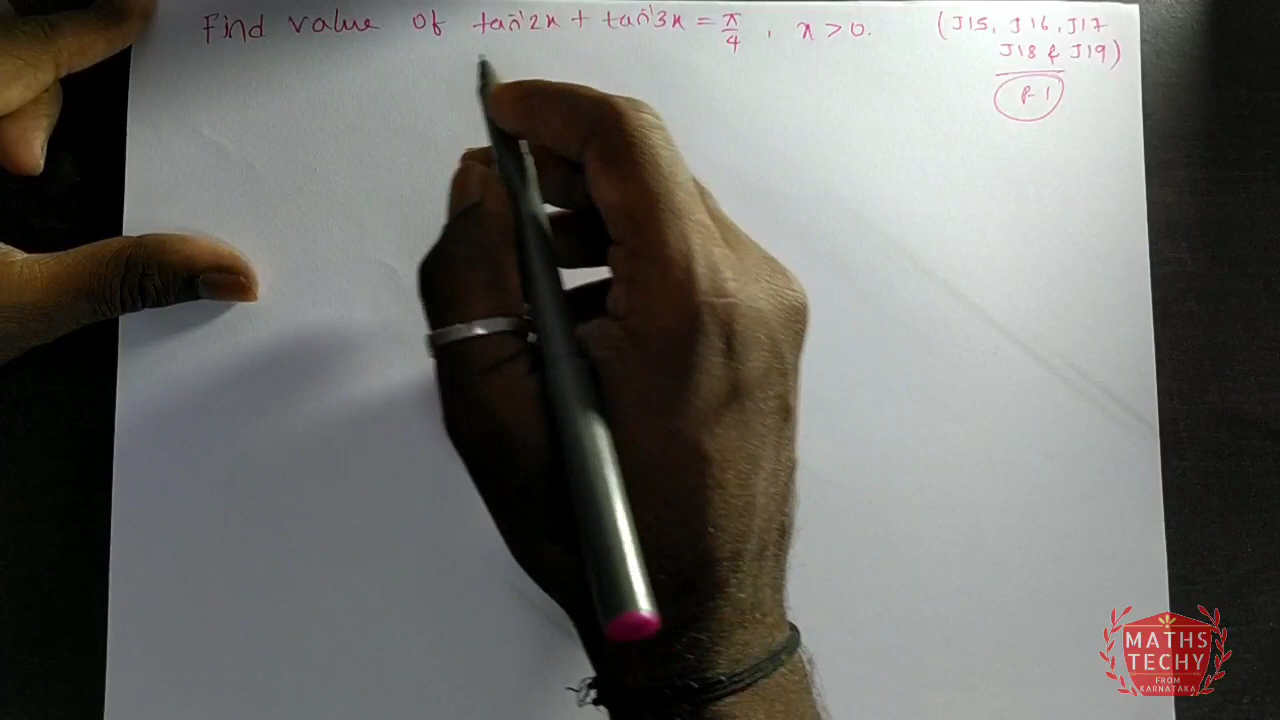 Find value of tan⁻¹2x + tan⁻¹3x = π/4 , x > 0.
(J15, J16, J17
J18 & J19)
P-1
MATHS
TECHY
FROM
KARNATAKA